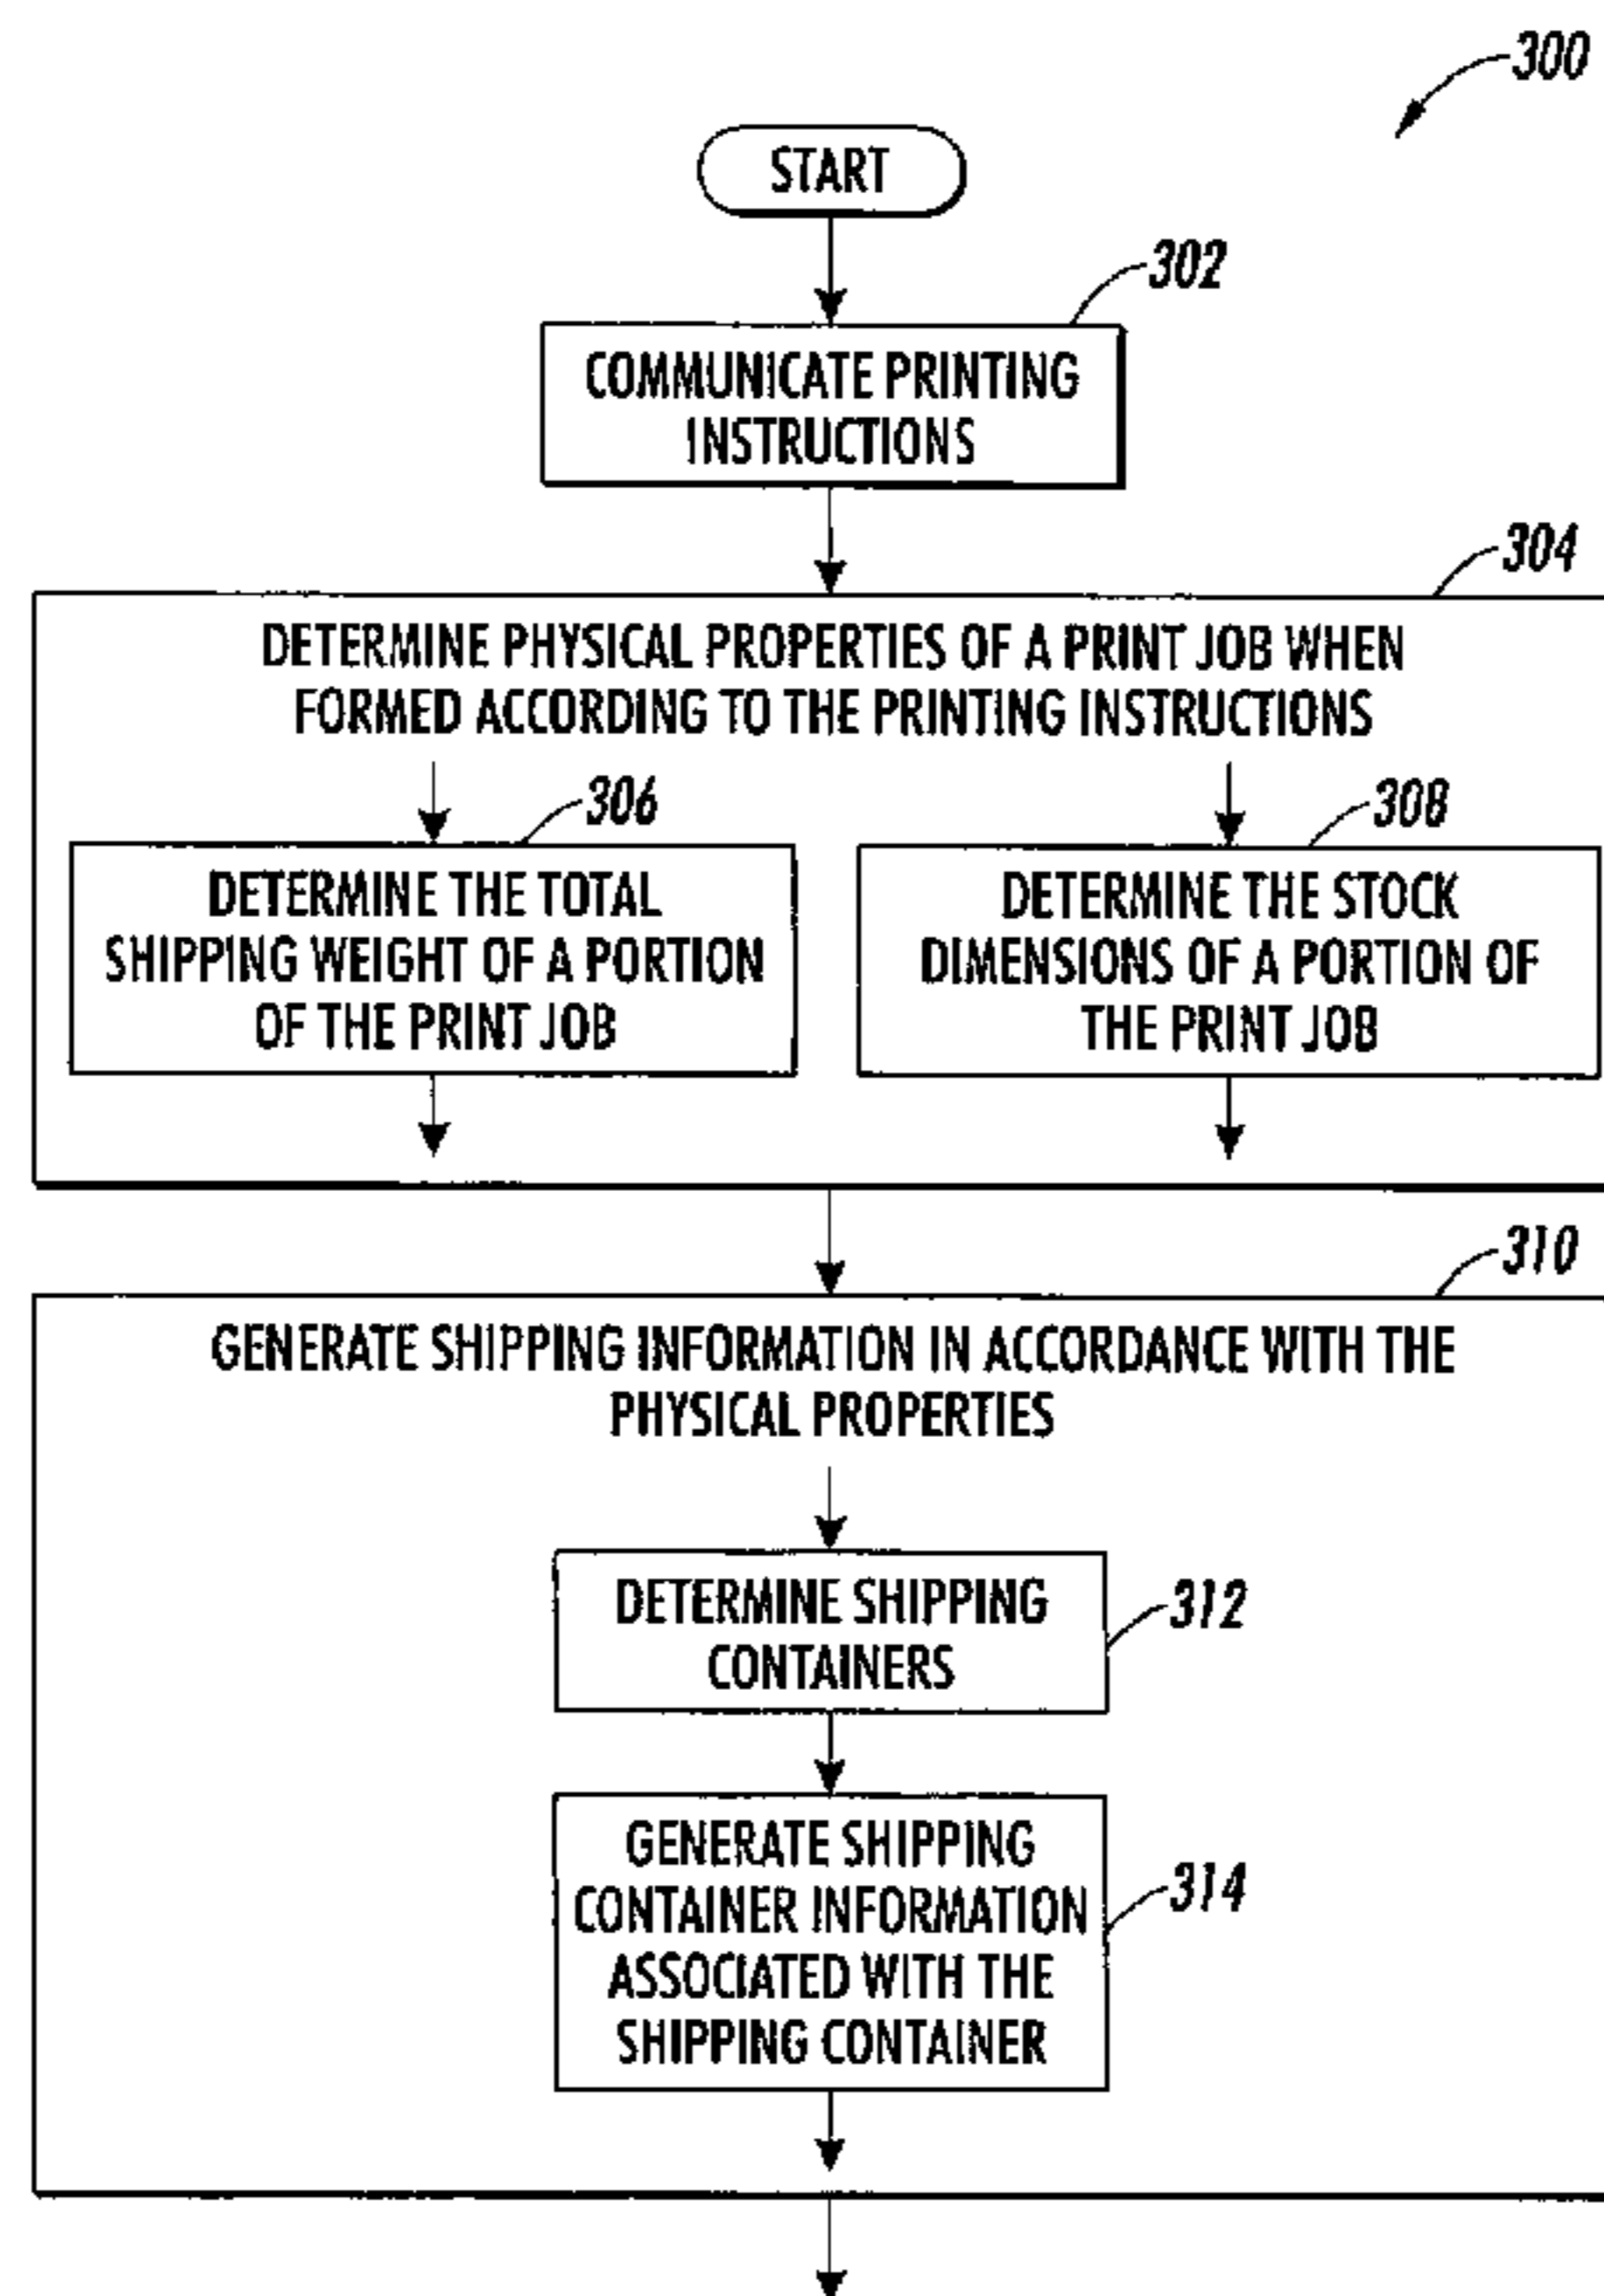 300
START
302
COMMUNICATE PRINTING
INSTRUCTIONS
304
DETERMINE PHYSICAL PROPERTIES OF A PRINT JOB WHEN
FORMED ACCORDING TO THE PRINTING INSTRUCTIONS
306
DETERMINE THE TOTAL
SHIPPING WEIGHT OF A PORTION
OF THE PRINT JOB
308
DETERMINE THE STOCK
DIMENSIONS OF A PORTION OF
THE PRINT JOB
310
GENERATE SHIPPING INFORMATION IN ACCORDANCE WITH THE
PHYSICAL PROPERTIES
DETERMINE SHIPPING
CONTAINERS
312
GENERATE SHIPPING
CONTAINER INFORMATION
ASSOCIATED WITH THE
SHIPPING CONTAINER
314